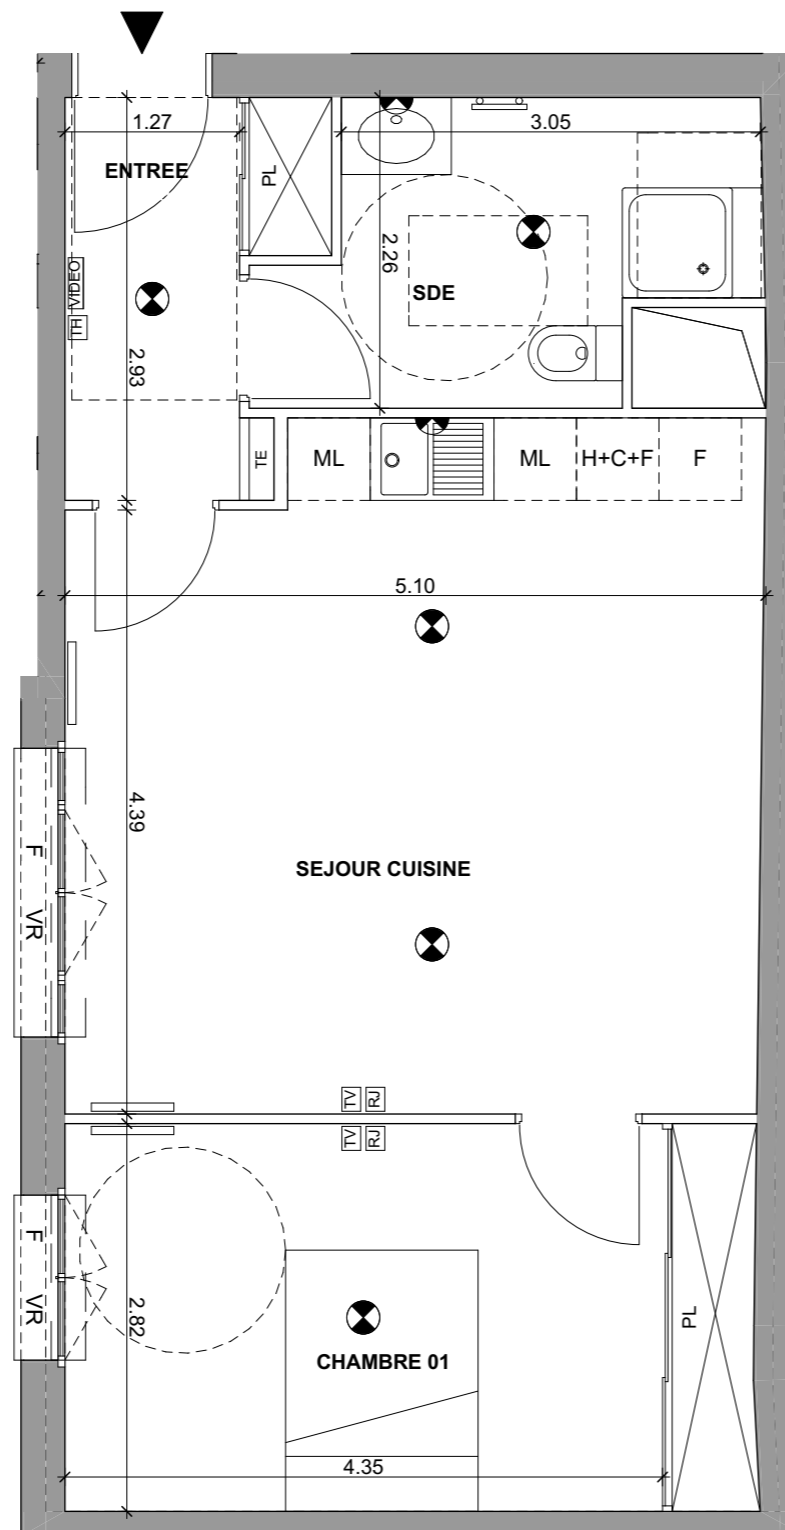 1.27
3.05
ENTREE
PL
2.26
SDE
VIDEO
TH
2.93
TE
ML
ML
H+C+F
F
5.10
4.39
F
VR
SEJOUR CUISINE
TV
RJ
TV
RJ
F
VR
2.82
PL
CHAMBRE 01
4.35